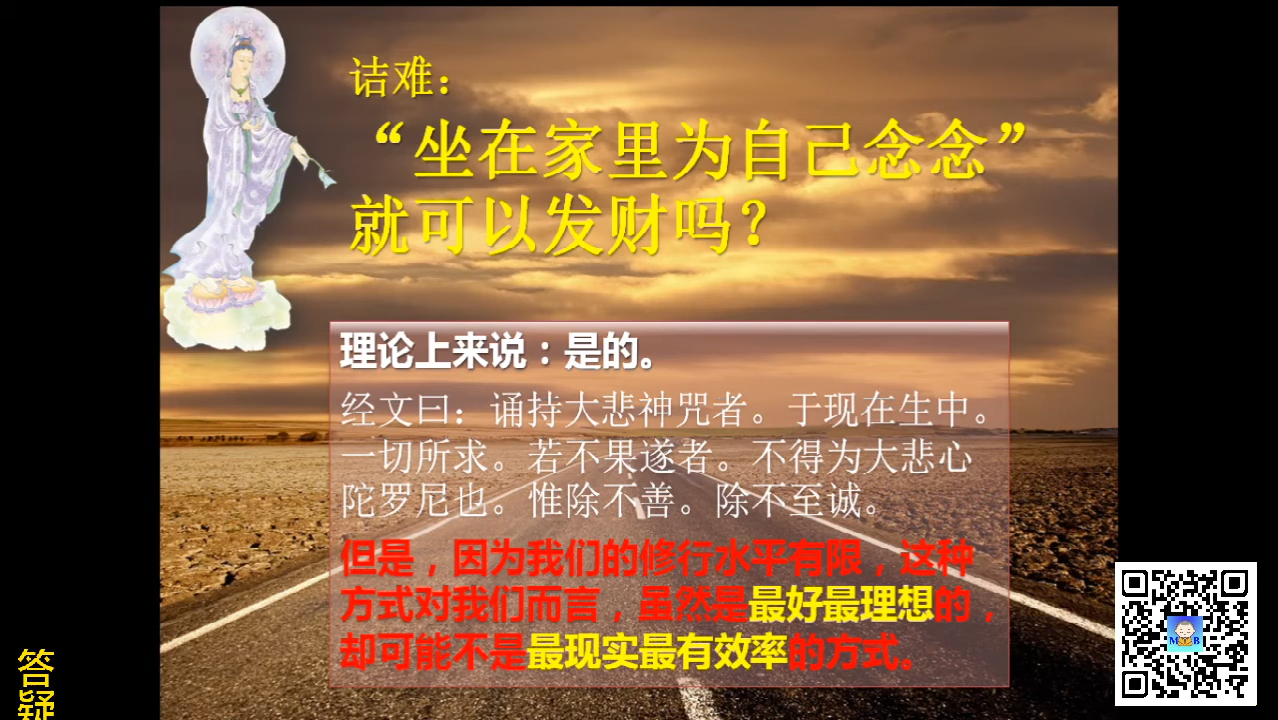 诘难：
“坐在家里为自己念念”
就可以发财吗？
理论上来说：是的。
经文曰：诵持大悲神咒者。于现在生中。
一切所求。若不果遂者。不得为大悲心
陀罗尼也。惟除不善。除不至诚。
但是，因为我们的修行水平有限，这种
方式对我们而言，虽然是最好最理想的，
却可能不是最现实最有效率的方式。
答疑